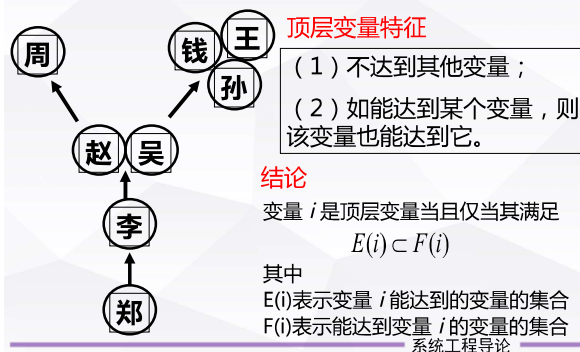 周
钱
王
孙
赵
吴
李
郑
顶层变量特征
（1）不达到其他变量；
（2）如能达到某个变量，则
该变量也能达到它。
结论
变量 i 是顶层变量当且仅当其满足
E(i)⊂F(i)
其中
E(i)表示变量 i 能达到的变量的集合
F(i)表示能达到变量 i 的变量的集合
系统工程导论